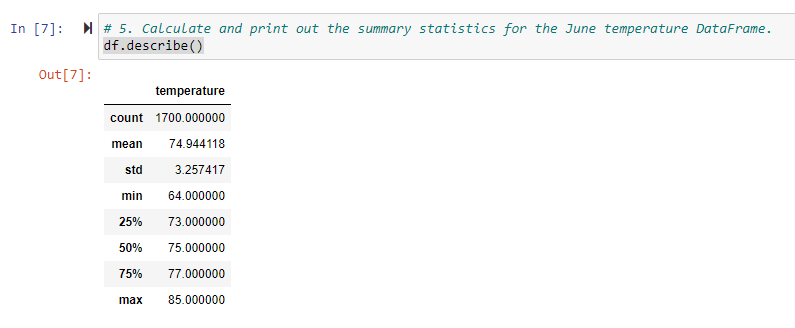 In [7]: # 5. Calculate and print out the summary statistics for the June temperature DataFrame.
df.describe()
Out[7]:
temperature
count 1700.000000
mean 74.944118
std 3.257417
min 64.000000
25% 73.000000
50% 75.000000
75% 77.000000
max 85.000000